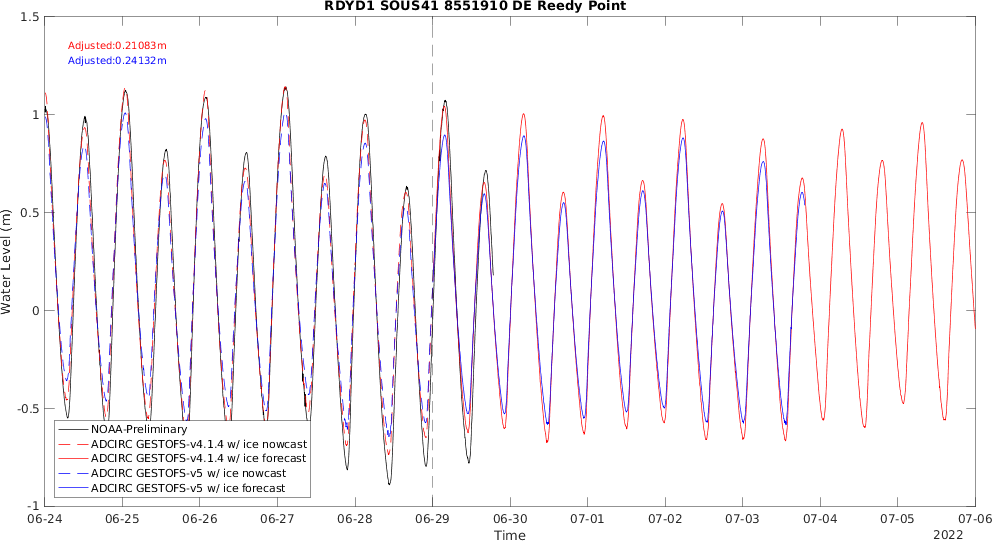 RDYD1 SOUS41 8551910 DE Reedy Point
Adjusted:0.21083m
Adjusted:0.24132m
Water Level (m)
1.5
1
0.5
0
-0.5
-1
NOAA-Preliminary
ADCIRC GESTOFS-v4.1.4 w/ ice nowcast
ADCIRC GESTOFS-v4.1.4 w/ ice forecast
ADCIRC GESTOFS-v5 w/ ice nowcast
ADCIRC GESTOFS-v5 w/ ice forecast
06-24 06-25 06-26 06-27 06-28 06-29 06-30 07-01 07-02 07-03 07-04 07-05 07-06
Time
2022